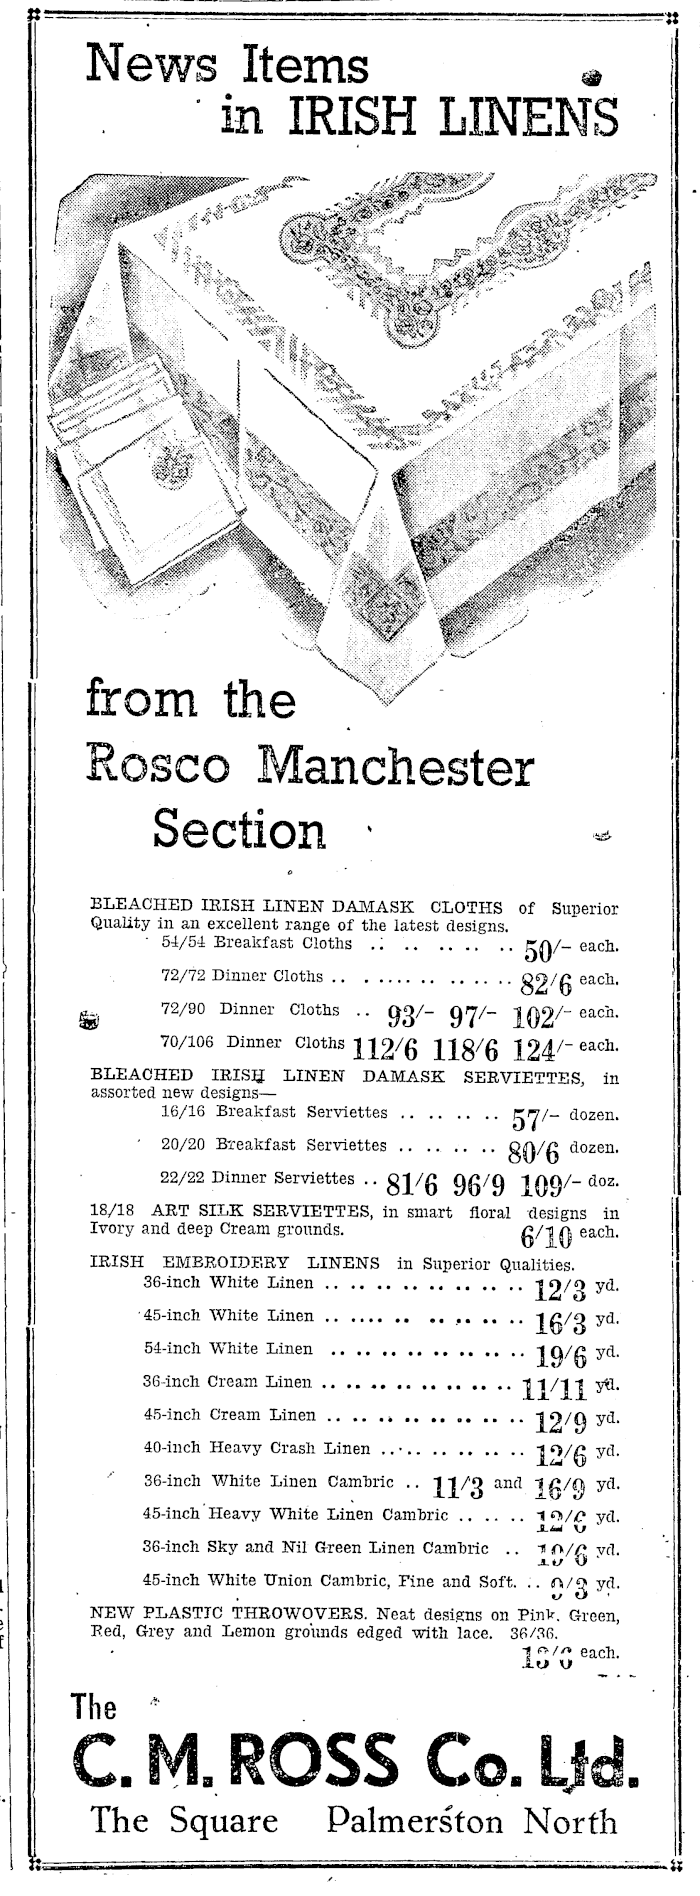 News Items
in IRISH LINENS
from the
Rosco Manchester
Section
BLEACHED IRISH LINEN DAMASK CLOTHS of Superior
Quality in an excellent range of the latest designs.
54/54 Breakfast Cloths .. .. .. .. .. 50/- each.
72/72 Dinner Cloths .. ...... .. .. .. .. 82/6 each.
72/90 Dinner Cloths .. 93/- 97/- 102/- each.
70/106 Dinner Cloths 112/6 118/6 124/- each.
BLEACHED IRISH LINEN DAMASK SERVIETTES, in
assorted new designs—
16/16 Breakfast Serviettes .. .. .. .. 57/- dozen.
20/20 Breakfast Serviettes .. .. .. .. 80/6 dozen.
22/22 Dinner Serviettes .. 81/6 96/9 109/- doz.
18/18 ART SILK SERVIETTES, in smart floral designs in
Ivory and deep Cream grounds. 6/10 each.
IRISH EMBROIDERY LINENS in Superior Qualities.
36-inch White Linen .. .. .. .. .. .. .. .. .. 12/3 yd.
45-inch White Linen .. .... .. .. .. .. .. .. 16/3 yd.
54-inch White Linen .. .. .. .. .. .. .. .. .. 19/6 yd.
36-inch Cream Linen .. .. .. .. .. .. .. .. .. 11/11 yd.
45-inch Cream Linen .. .. .. .. .. .. .. .. .. 12/9 yd.
40-inch Heavy Crash Linen .. .. .. .. .. .. 12/6 yd.
36-inch White Linen Cambric .. 11/3 and 16/9 yd.
45-inch Heavy White Linen Cambric .. .. .. 12/6 yd.
36-inch Sky and Nil Green Linen Cambric .. 10/6 yd.
45-inch White Union Cambric, Fine and Soft. .. 9/3 yd.
NEW PLASTIC THROWOVERS. Neat designs on Pink, Green,
Red, Grey and Lemon grounds edged with lace. 36/36.
each.
The
C. M. ROSS Co. Ltd.
The Square Palmerston North